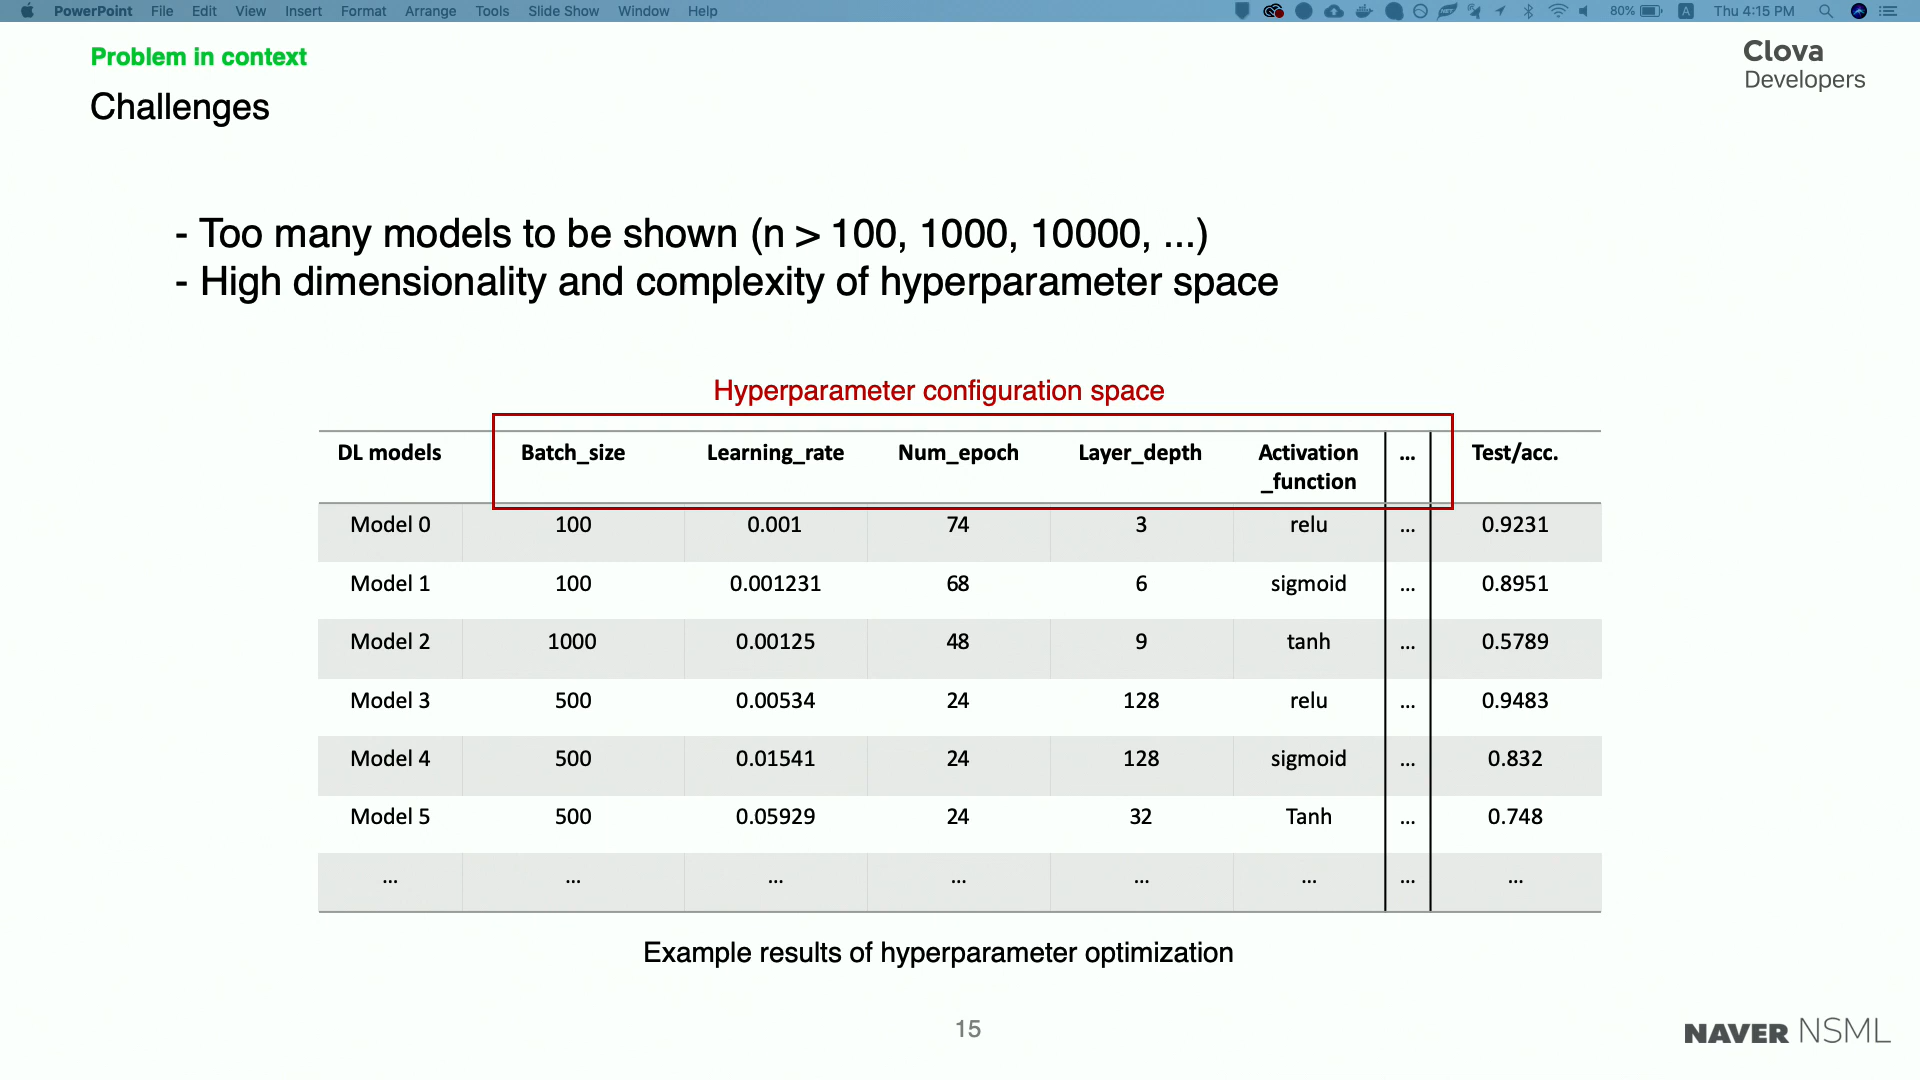 PowerPoint File Edit View Insert Format Arrange Tools Slide Show Window Help 80% A Thu 4:15 PM
Problem in context
Challenges
Clova
Developers
- Too many models to be shown (n > 100, 1000, 10000, ...)
- High dimensionality and complexity of hyperparameter space
Hyperparameter configuration space
DL models Batch_size Learning_rate Num_epoch Layer_depth Activation _function ... Test/acc.
Model 0 100 0.001 74 3 relu ... 0.9231
Model 1 100 0.001231 68 6 sigmoid ... 0.8951
Model 2 1000 0.00125 48 9 tanh ... 0.5789
Model 3 500 0.00534 24 128 relu ... 0.9483
Model 4 500 0.01541 24 128 sigmoid ... 0.832
Model 5 500 0.05929 24 32 Tanh ... 0.748
... ... ... ... ... ... ... ...
Example results of hyperparameter optimization
15
NAVER NSML